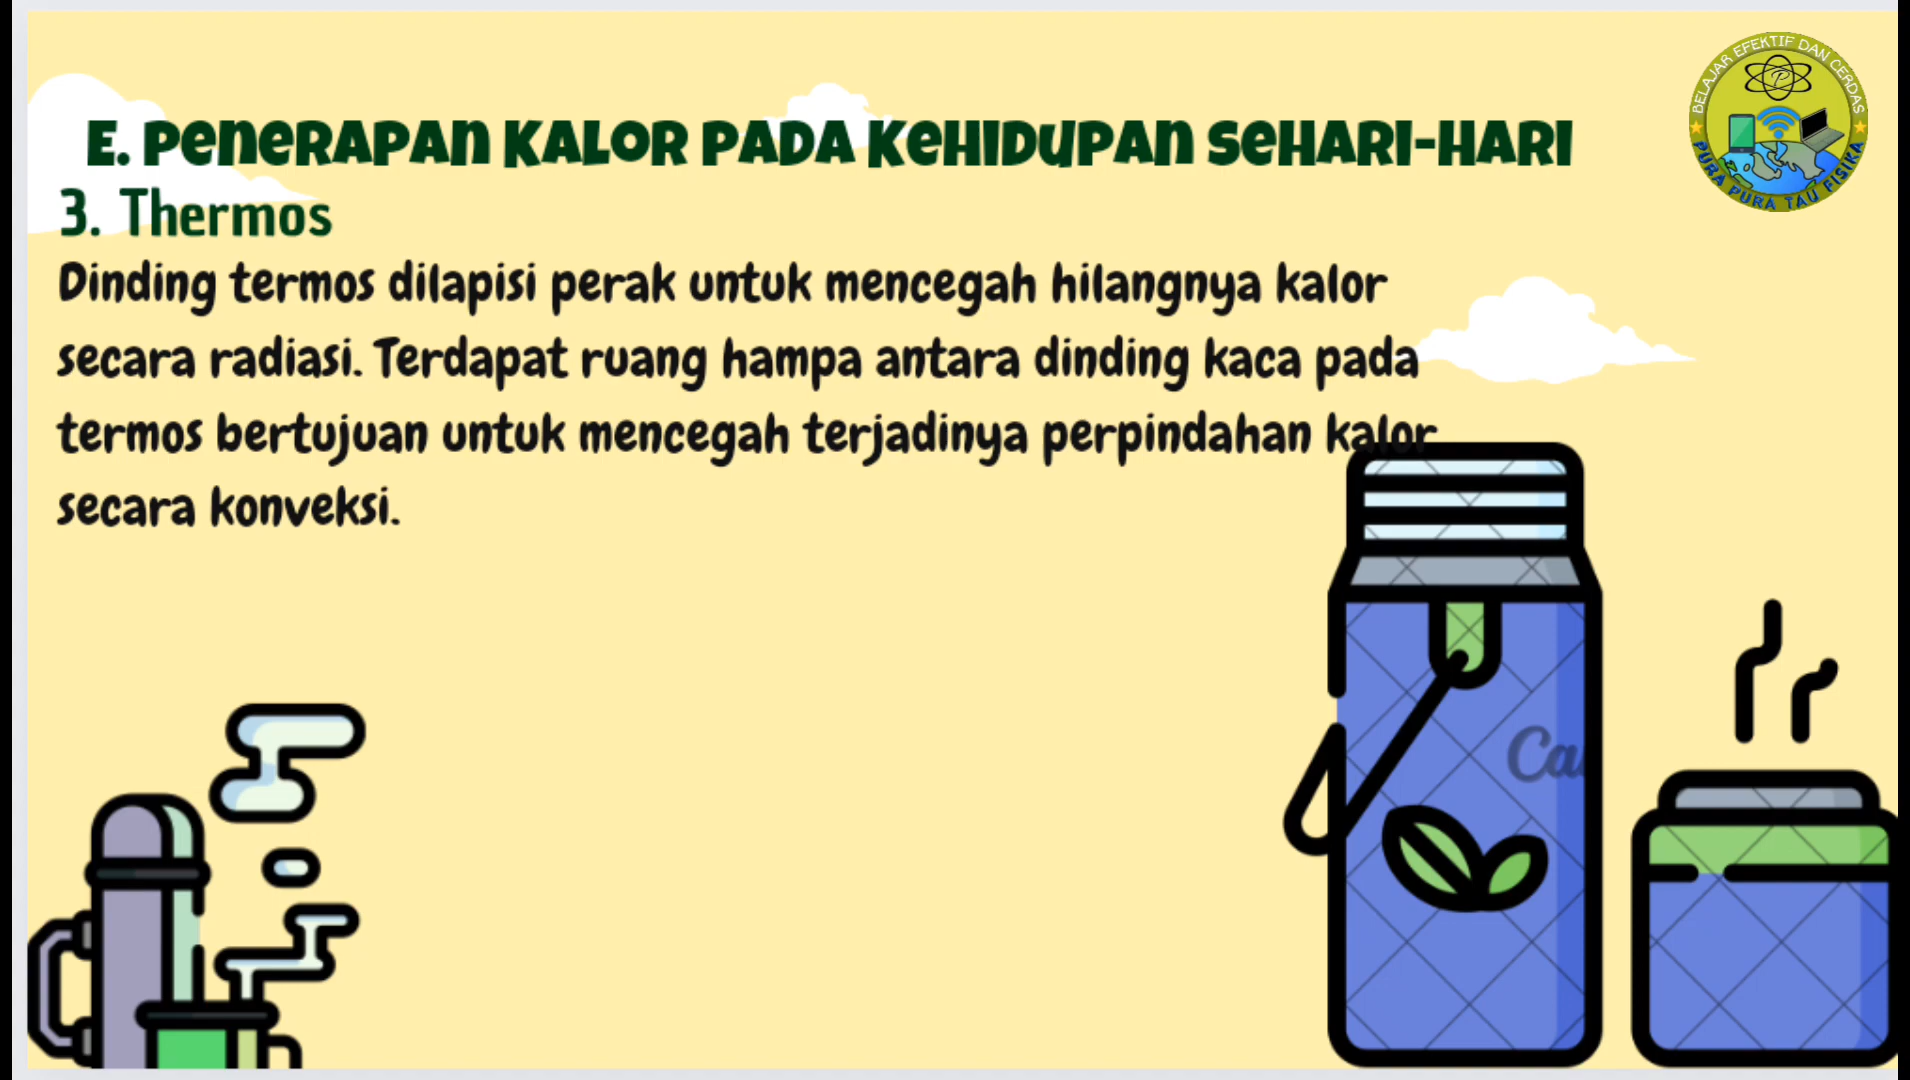 BELAJAR EFEKTIF DAN CERDAS
P
PURA PURA TAU FISIKA
E. PENERAPAN KALOR PADA KEHIDUPAN SEHARI-HARI
3. Thermos
Dinding termos dilapisi perak untuk mencegah hilangnya kalor
secara radiasi. Terdapat ruang hampa antara dinding kaca pada
termos bertujuan untuk mencegah terjadinya perpindahan kalor
secara konveksi.